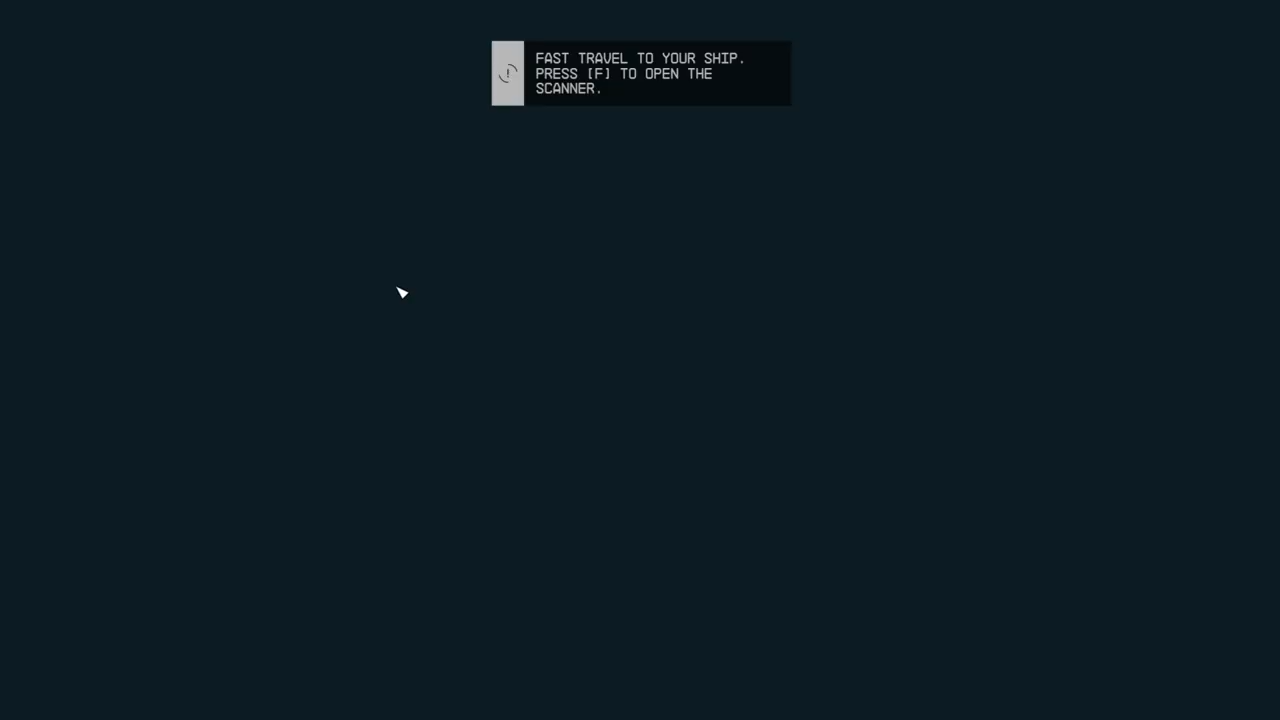 FAST TRAVEL TO YOUR SHIP.
PRESS [F] TO OPEN THE
SCANNER.